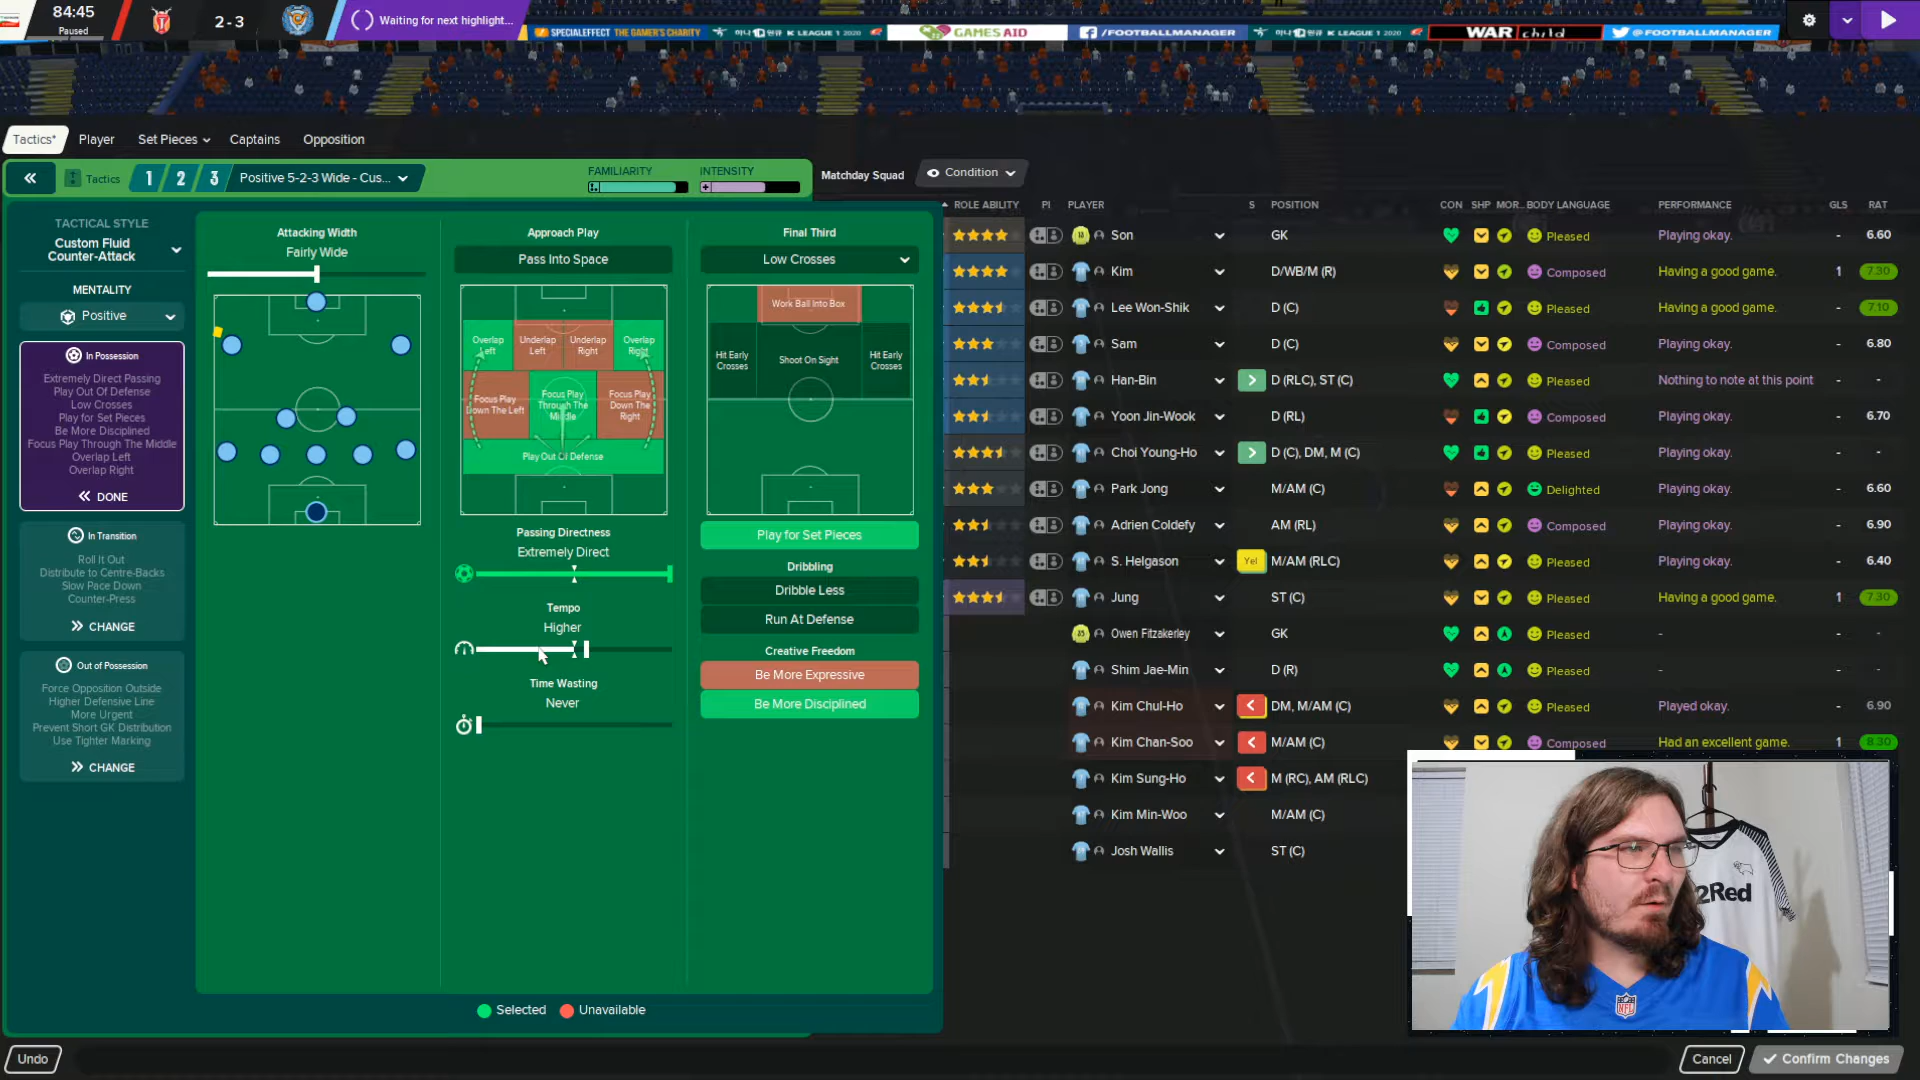 84:45
Paused
2 - 3
Waiting for next highlight...
SPECIALEFFECT THE GAMER'S CHARITY
K LEAGUE 1 2020
GAMES AID
/FOOTBALLMANAGER
K LEAGUE 1 2020
WAR child
@FOOTBALLMANAGER
Tactics*
Player
Set Pieces
Captains
Opposition
Tactics
1
2
3
Positive 5-2-3 Wide - Cus...
FAMILIARITY
INTENSITY
Matchday Squad
Condition
TACTICAL STYLE
Custom Fluid
Counter-Attack
MENTALITY
Positive
In Possession
Extremely Direct Passing
Play Out Of Defense
Low Crosses
Play for Set Pieces
Be More Disciplined
Focus Play Through The Middle
Overlap Left
Overlap Right
DONE
In Transition
Roll It Out
Distribute to Centre-Backs
Slow Pace Down
Counter-Press
CHANGE
Out of Possession
Force Opposition Outside
Higher Defensive Line
More Urgent
Prevent Short GK Distribution
Use Tighter Marking
CHANGE
Attacking Width
Fairly Wide
Approach Play
Pass Into Space
Overlap Left
Underlap Left
Underlap Right
Overlap Right
Focus Play Down The Left
Focus Play Through The Middle
Focus Play Down The Right
Play Out Of Defense
Passing Directness
Extremely Direct
Tempo
Higher
Time Wasting
Never
Final Third
Low Crosses
Work Ball Into Box
Hit Early Crosses
Shoot On Sight
Hit Early Crosses
Play for Set Pieces
Dribbling
Dribble Less
Run At Defense
Creative Freedom
Be More Expressive
Be More Disciplined
Selected
Unavailable
ROLE ABILITY PI PLAYER S POSITION CON SHP MOR... BODY LANGUAGE PERFORMANCE GLS RAT
Son GK Pleased Playing okay. - 6.60
Kim D/WB/M (R) Composed Having a good game. 1 7.30
Lee Won-Shik D (C) Pleased Having a good game. - 7.10
Sam D (C) Composed Playing okay. - 6.80
Han-Bin D (RLC), ST (C) Pleased Nothing to note at this point - -
Yoon Jin-Wook D (RL) Composed Playing okay. - 6.70
Choi Young-Ho D (C), DM, M (C) Pleased Playing okay. - -
Park Jong M/AM (C) Delighted Playing okay. - 6.60
Adrien Coldefy AM (RL) Composed Playing okay. - 6.90
S. Helgason Yel M/AM (RLC) Pleased Playing okay. - 6.40
Jung ST (C) Pleased Having a good game. 1 7.30
Owen Fitzakerley GK Pleased - - -
Shim Jae-Min D (R) Pleased - - -
Kim Chul-Ho DM, M/AM (C) Pleased Played okay. - 6.90
Kim Chan-Soo M/AM (C) Composed Had an excellent game. 1 8.30
Kim Sung-Ho M (RC), AM (RLC)
Kim Min-Woo M/AM (C)
Josh Wallis ST (C)
2Red
NFL
Undo
Cancel
Confirm Changes